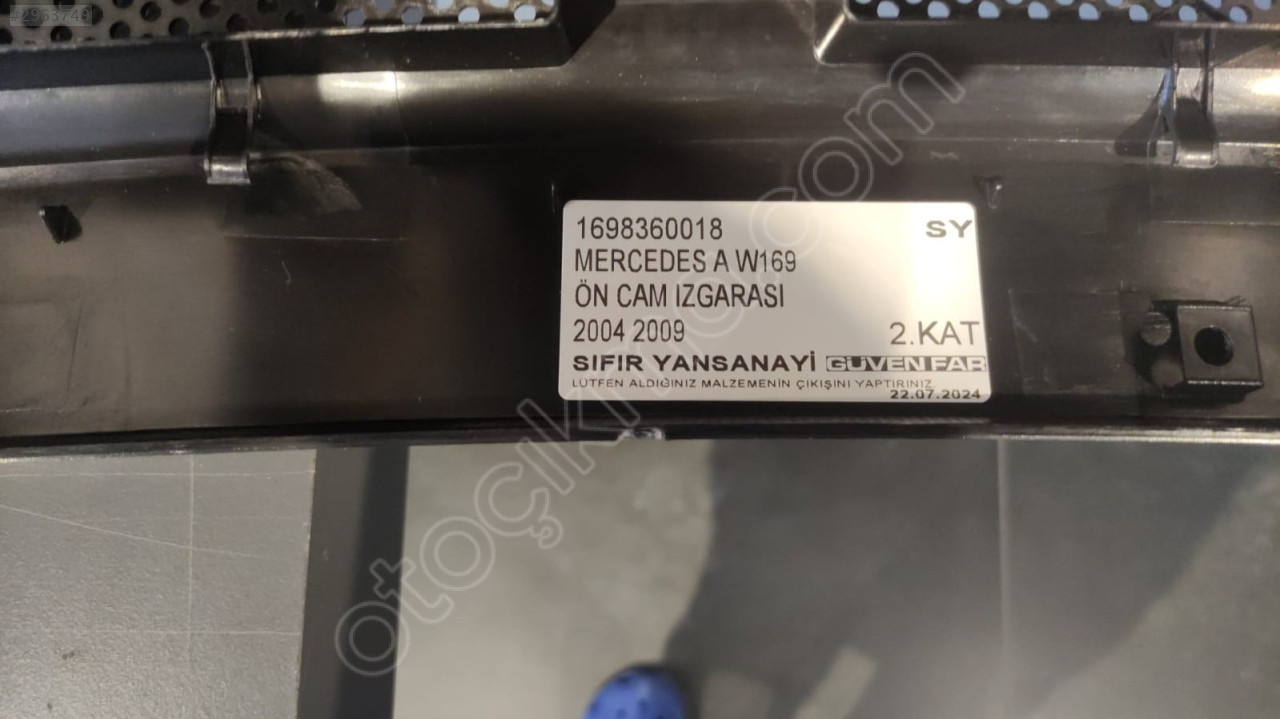 #2953749
1698360018 SY
MERCEDES A W169
ÖN CAM IZGARASI
2004 2009 2.KAT
SIFIR YANSANAYİ GÜVEN FAR
LÜTFEN ALDIĞINIZ MALZEMENİN ÇIKIŞINI YAPTIRINIZ.
22.07.2024
otoçıkma.com